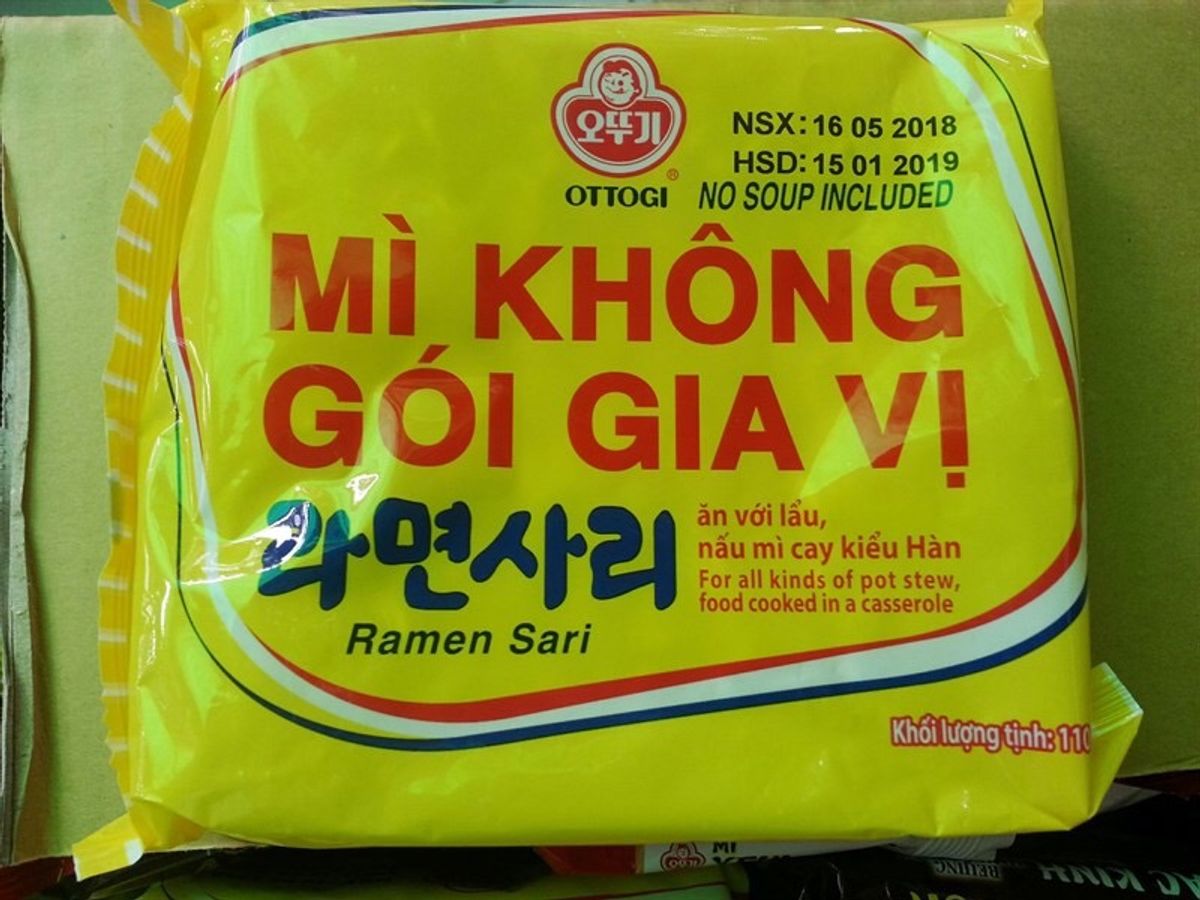 오뚜기
OTTOGI ®
NSX: 16 05 2018
HSD: 15 01 2019
NO SOUP INCLUDED
MÌ KHÔNG
GÓI GIA VỊ
라면사리
Ramen Sari
ăn với lẩu,
nấu mì cay kiểu Hàn
For all kinds of pot stew,
food cooked in a casserole
Khối lượng tịnh: 110
MÌ
BEIJING